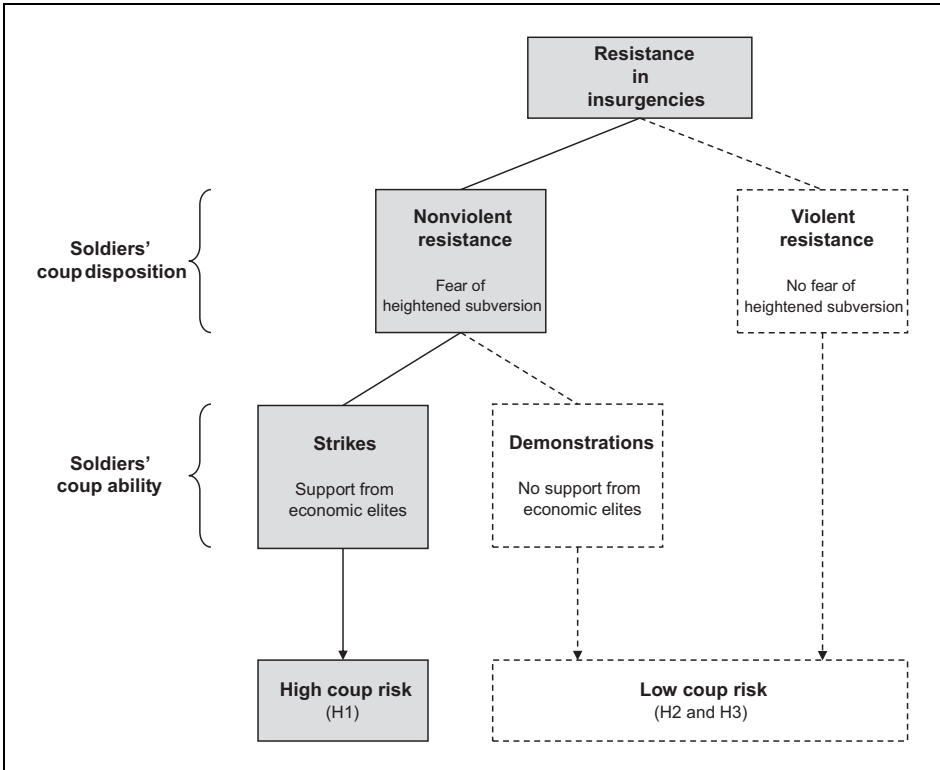 Resistance
in
insurgencies
Soldiers'
coup disposition
Nonviolent
resistance
Fear of
heightened subversion
Violent
resistance
No fear of
heightened subversion
Soldiers'
coup ability
Strikes
Support from
economic elites
Demonstrations
No support from
economic elites
High coup risk
(H1)
Low coup risk
(H2 and H3)